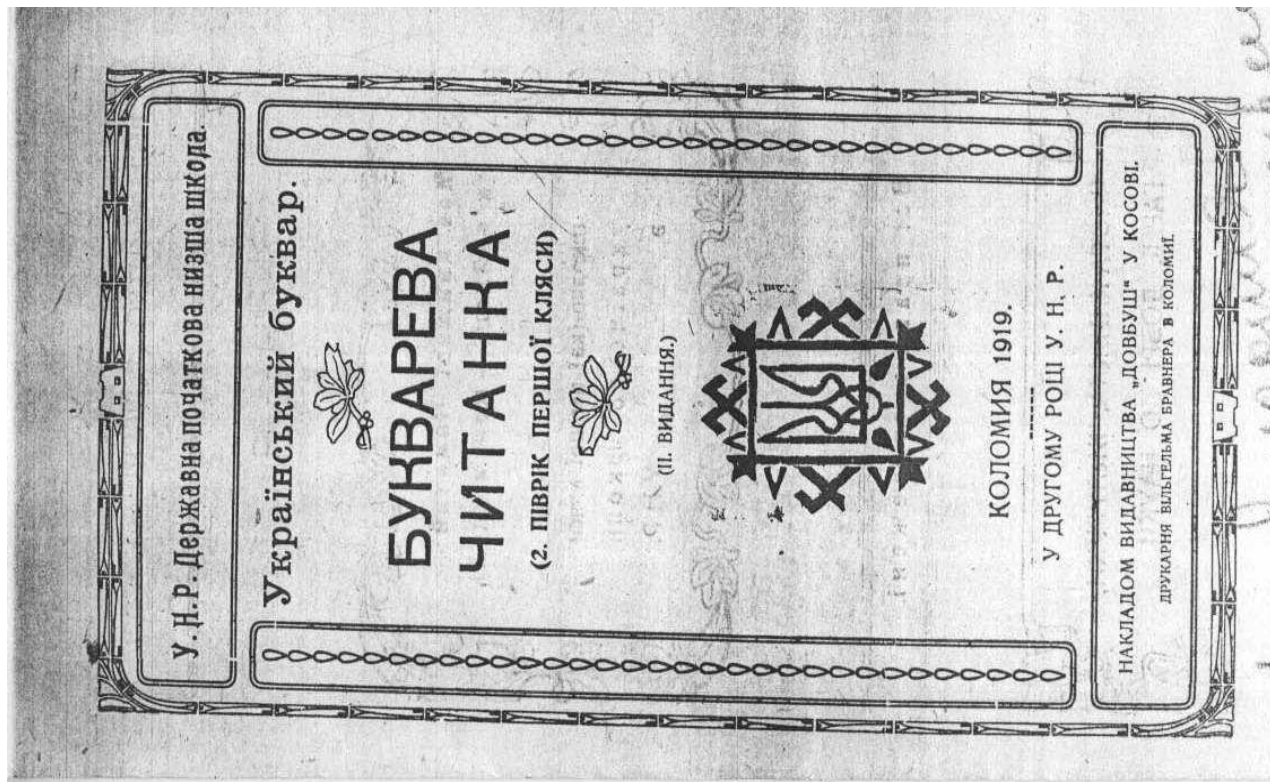 У. Н. Р. Державна початкова низша школа.
Український буквар.
БУКВАРЕВА
ЧИТАНКА
(2. ПІВРІК ПЕРШОЇ КЛЯСИ)
(II. ВИДАННЯ.)
КОЛОМИЯ 1919.
У ДРУГОМУ РОЦІ У. Н. Р.
НАКЛАДОМ ВИДАВНИЦТВА „ДОВБУШ“ У КОСОВІ.
ДРУКАРНЯ ВІЛЬГЕЛЬМА БРАВНЕРА В КОЛОМИЇ.